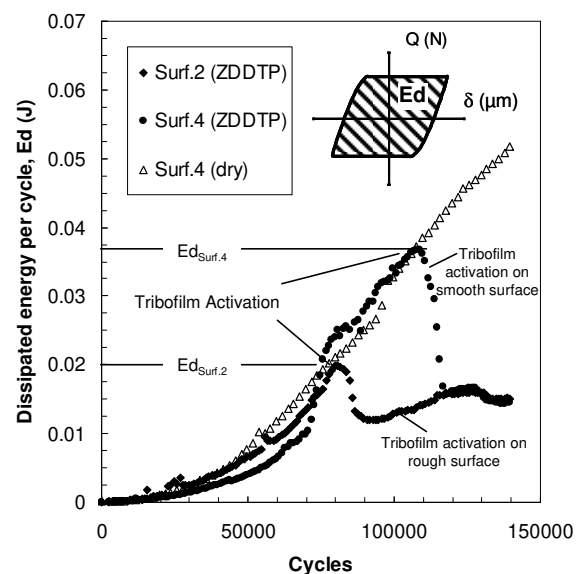 0.07
0.06
0.05
0.04
0.03
0.02
0.01
0
Dissipated energy per cycle, Ed (J)
Surf.2 (ZDDTP)
Surf.4 (ZDDTP)
Surf.4 (dry)
Q (N)
Ed
δ (µm)
EdSurf.4
Tribofilm Activation
EdSurf.2
Tribofilm
activation on
smooth surface
Tribofilm activation on
rough surface
0
50000
100000
150000
Cycles